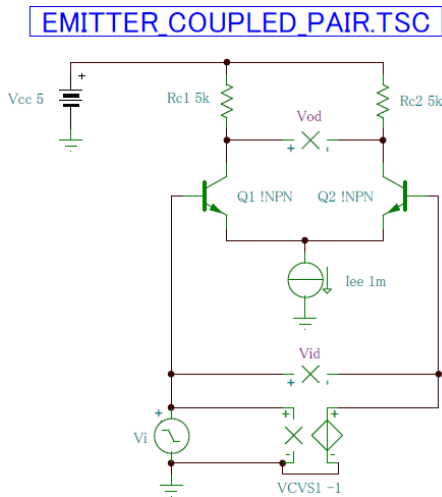 EMITTER_COUPLED_PAIR.TSC
Vcc 5
+
Rc1 5k
Rc2 5k
Vod
+ -
Q1 !NPN
Q2 !NPN
Iee 1m
Vid
+ -
+
+
+
Vi
-
-
VCVS1 -1